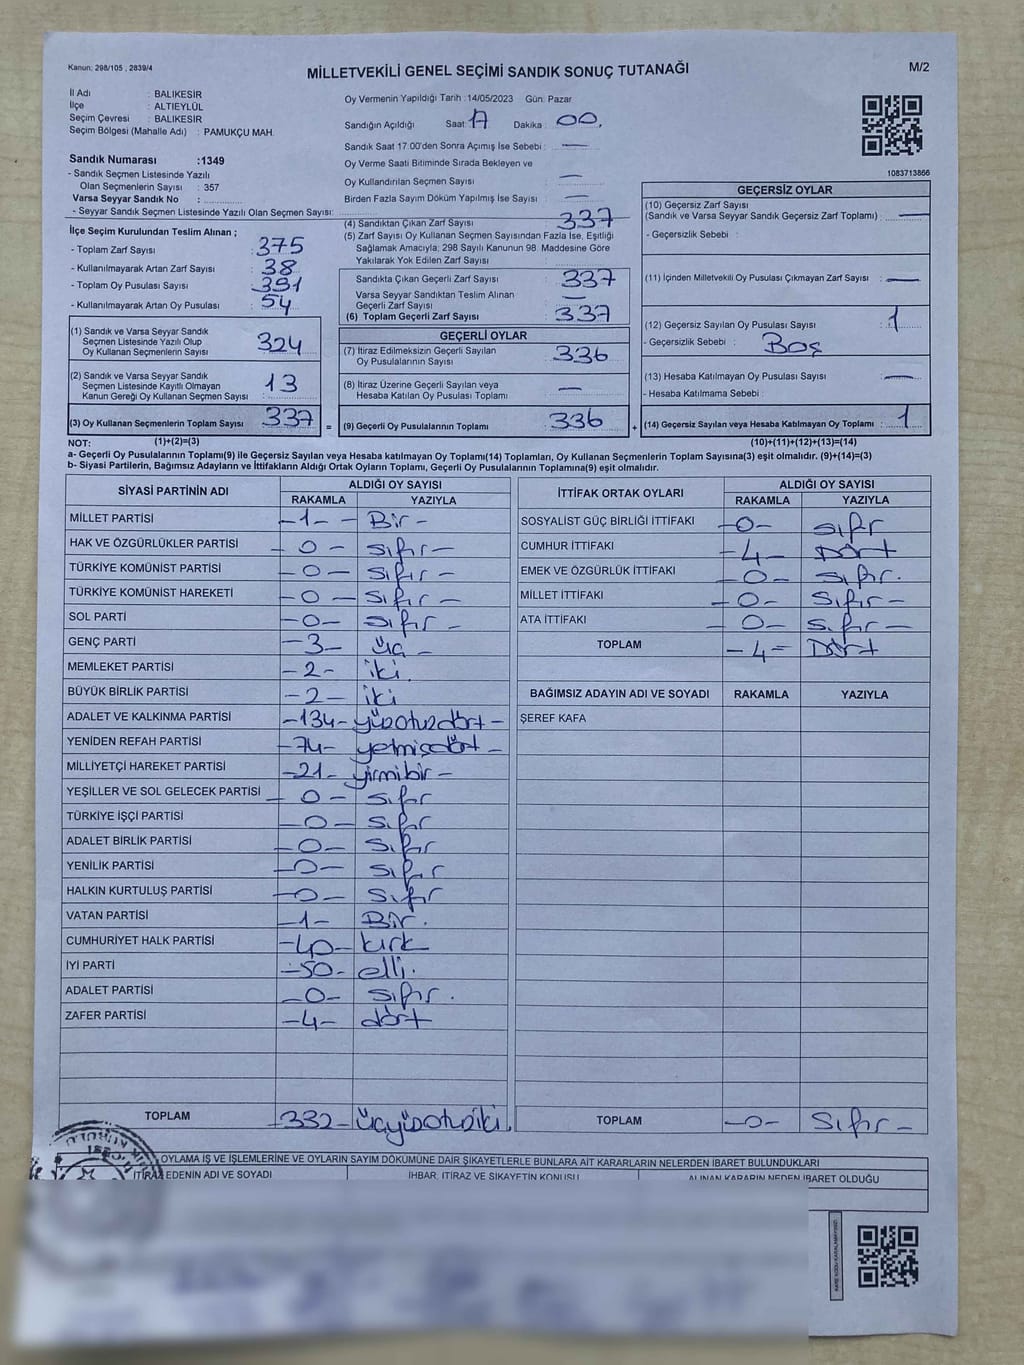 Kanun: 298/105 , 2839/4
MİLLETVEKİLİ GENEL SEÇİMİ SANDIK SONUÇ TUTANAĞI
M/2
İl Adı : BALIKESİR
İlçe : ALTIEYLÜL
Seçim Çevresi : BALIKESİR
Seçim Bölgesi (Mahalle Adı) : PAMUKÇU MAH.
Sandık Numarası :1349
- Sandık Seçmen Listesinde Yazılı
Olan Seçmenlerin Sayısı : 357
Varsa Seyyar Sandık No :
- Seyyar Sandık Seçmen Listesinde Yazılı Olan Seçmen Sayısı:
Oy Vermenin Yapıldığı Tarih :14/05/2023 Gün: Pazar
Sandığın Açıldığı Saat 17 Dakika 00.
Sandık Saat 17:00'den Sonra Açımış İse Sebebi : —
Oy Verme Saati Bitiminde Sırada Bekleyen ve
Oy Kullandırılan Seçmen Sayısı —
Birden Fazla Sayım Döküm Yapılmış İse Sayısı —
1083713866
İlçe Seçim Kurulundan Teslim Alınan ;
- Toplam Zarf Sayısı : 375
- Kullanılmayarak Artan Zarf Sayısı : 38
- Toplam Oy Pusulası Sayısı : 391
- Kullanılmayarak Artan Oy Pusulası : 54
(1) Sandık ve Varsa Seyyar Sandık
Seçmen Listesinde Yazılı Olup
Oy Kullanan Seçmenlerin Sayısı 324
(2) Sandık ve Varsa Seyyar Sandık
Seçmen Listesinde Kayıtlı Olmayan
Kanun Gereği Oy Kullanan Seçmen Sayısı 13
(3) Oy Kullanan Seçmenlerin Toplam Sayısı 337
(4) Sandıktan Çıkan Zarf Sayısı 337
(5) Zarf Sayısı Oy Kullanan Seçmen Sayısından Fazla İse, Eşitliği
Sağlamak Amacıyla, 298 Sayılı Kanunun 98. Maddesine Göre
Yakılarak Yok Edilen Zarf Sayısı
Sandıkta Çıkan Geçerli Zarf Sayısı 337
Varsa Seyyar Sandıktan Teslim Alınan
Geçerli Zarf Sayısı —
(6) Toplam Geçerli Zarf Sayısı : 337
GEÇERLİ OYLAR
(7) İtiraz Edilmeksizin Geçerli Sayılan
Oy Pusulalarının Sayısı 336
(8) İtiraz Üzerine Geçerli Sayılan veya
Hesaba Katılan Oy Pusulası Toplamı —
= (9) Geçerli Oy Pusulalarının Toplamı 336
GEÇERSİZ OYLAR
(10) Geçersiz Zarf Sayısı
(Sandık ve Varsa Seyyar Sandık Geçersiz Zarf Toplamı) : —
- Geçersizlik Sebebi :
(11) İçinden Milletvekili Oy Pusulası Çıkmayan Zarf Sayısı : —
(12) Geçersiz Sayılan Oy Pusulası Sayısı : 1
- Geçersizlik Sebebi : Boş
(13) Hesaba Katılmayan Oy Pusulası Sayısı : —
- Hesaba Katılmama Sebebi :
+ (14) Geçersiz Sayılan veya Hesaba Katılmayan Oy Toplamı : 1
NOT: (1)+(2)=(3) (10)+(11)+(12)+(13)=(14)
a- Geçerli Oy Pusulalarının Toplamı(9) ile Geçersiz Sayılan veya Hesaba katılmayan Oy Toplamı(14) Toplamları, Oy Kullanan Seçmenlerin Toplam Sayısına(3) eşit olmalıdır. (9)+(14)=(3)
b- Siyasi Partilerin, Bağımsız Adayların ve İttifakların Aldığı Ortak Oyların Toplamı, Geçerli Oy Pusulalarının Toplamına(9) eşit olmalıdır.
SİYASİ PARTİNİN ADI ALDIĞI OY SAYISI
RAKAMLA YAZIYLA
MİLLET PARTİSİ -1- - Bir -
HAK VE ÖZGÜRLÜKLER PARTİSİ -0- sıfır-
TÜRKİYE KOMÜNİST PARTİSİ -0- sıfır-
TÜRKİYE KOMÜNİST HAREKETİ -0- sıfır-
SOL PARTİ -0- sıfır-
GENÇ PARTİ -3- üç -
MEMLEKET PARTİSİ -2- iki.
BÜYÜK BİRLİK PARTİSİ -2- iki
ADALET VE KALKINMA PARTİSİ -134- yüzotuzdört -
YENİDEN REFAH PARTİSİ -74- yetmişdört -
MİLLİYETÇİ HAREKET PARTİSİ -21- yirmibir -
YEŞİLLER VE SOL GELECEK PARTİSİ -0- sıfır
TÜRKİYE İŞÇİ PARTİSİ -0- sıfır
ADALET BİRLİK PARTİSİ -0- sıfır
YENİLİK PARTİSİ -0- sıfır
HALKIN KURTULUŞ PARTİSİ -0- sıfır
VATAN PARTİSİ -1- Bir.
CUMHURİYET HALK PARTİSİ -40- kırk
İYİ PARTİ -50- elli.
ADALET PARTİSİ -0- sıfır.
ZAFER PARTİSİ -4- dört
TOPLAM -332- üçyüzotuziki.
İTTİFAK ORTAK OYLARI ALDIĞI OY SAYISI
RAKAMLA YAZIYLA
SOSYALİST GÜÇ BİRLİĞİ İTTİFAKI -0- sıfır
CUMHUR İTTİFAKI -4- Dört
EMEK VE ÖZGÜRLÜK İTTİFAKI -0- sıfır.
MİLLET İTTİFAKI -0- Sıfır-
ATA İTTİFAKI -0- Sıfır-
TOPLAM -4- Dört
BAĞIMSIZ ADAYIN ADI VE SOYADI RAKAMLA YAZIYLA
ŞEREF KAFA
TOPLAM -0- Sıfır-
OYLAMA İŞ VE İŞLEMLERİNE VE OYLARIN SAYIM DÖKÜMÜNE DAİR ŞİKAYETLERLE BUNLARA AİT KARARLARIN NELERDEN İBARET BULUNDUKLARI
İTİRAZ EDENİN ADI VE SOYADI İHBAR, İTİRAZ VE ŞİKAYETİN KONUSU ALINAN KARARIN NEDEN İBARET OLDUĞU